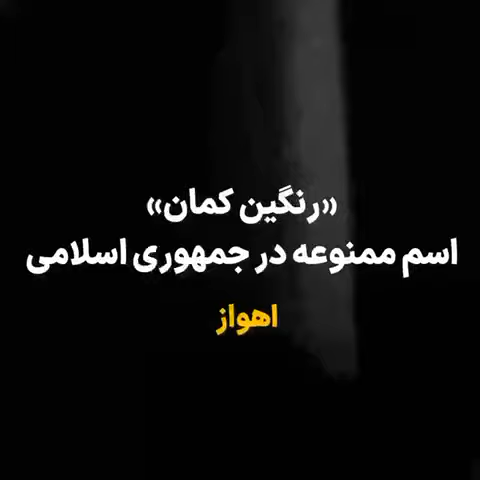 «رنگین کمان»
اسم ممنوعه در جمهوری اسلامی
اهواز